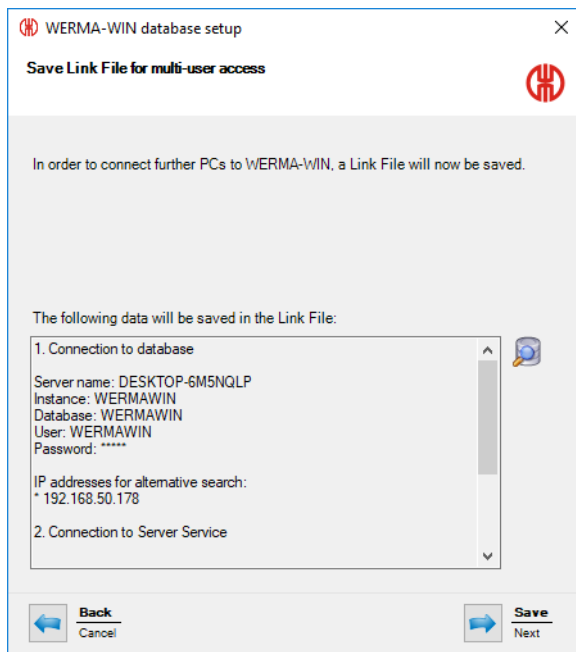 WERMA-WIN database setup
Save Link File for multi-user access
In order to connect further PCs to WERMA-WIN, a Link File will now be saved.
The following data will be saved in the Link File:
1. Connection to database
Server name: DESKTOP-6M5NQLP
Instance: WERMAWIN
Database: WERMAWIN
User: WERMAWIN
Password: *****
IP addresses for alternative search:
* 192.168.50.178
2. Connection to Server Service
Back
Cancel
Save
Next